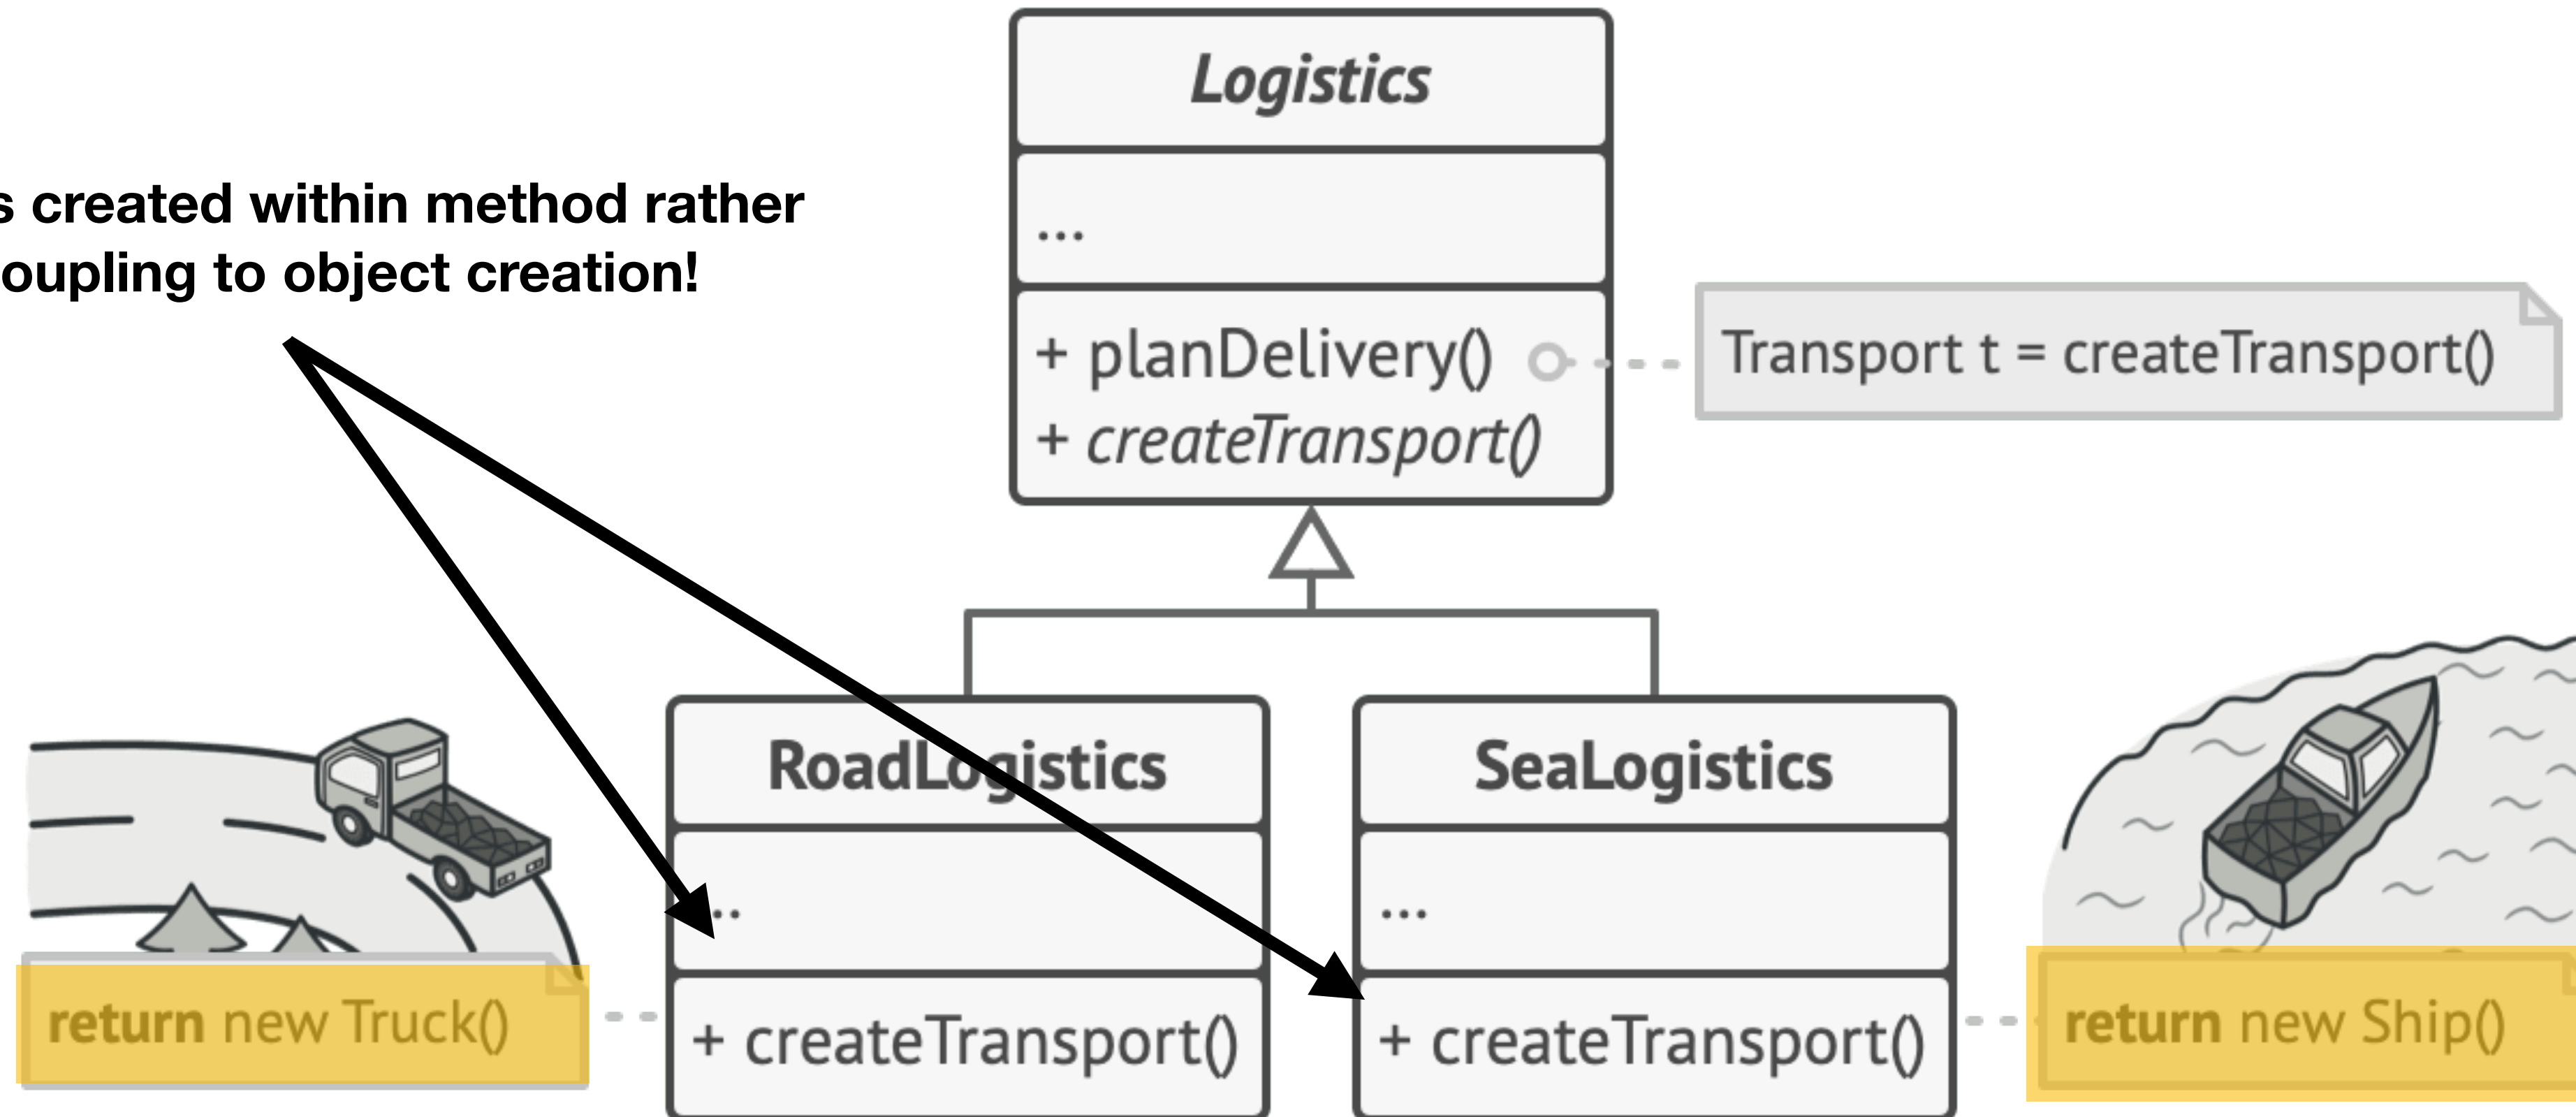 Logistics
s created within method rather
oupling to object creation!
...
+ planDelivery()
+ createTransport()
Transport t = createTransport()
RoadLogistics
..
+ createTransport()
return new Truck()
SeaLogistics
...
+ createTransport()
return new Ship()